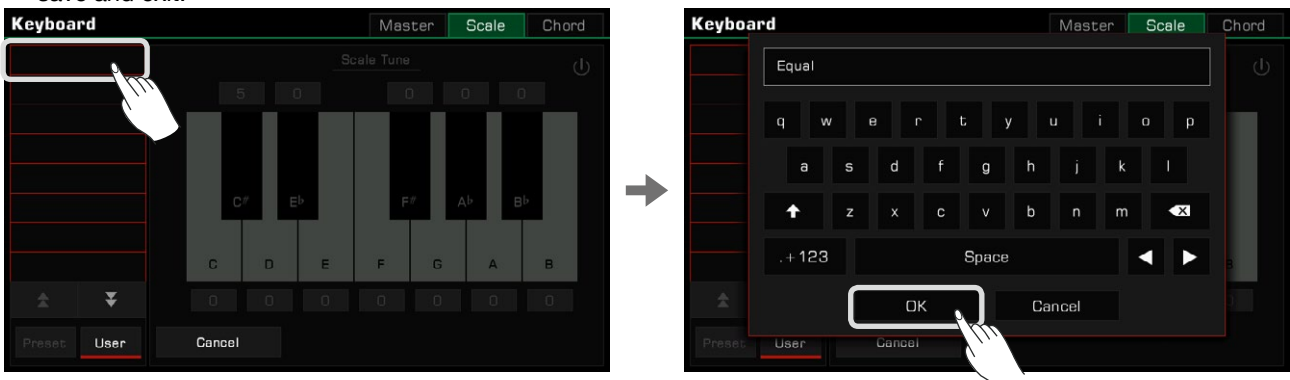 save and exit.
Keyboard Master Scale Chord
Scale Tune
5 0 0 0 0
C# E♭ F# A♭ B♭
C D E F G A B
0 0 0 0 0 0 0
Preset User Cancel
Keyboard Master Scale Chord
Equal
q w e r t y u i o p
a s d f g h j k l
z x c v b n m
.+123 Space
OK Cancel
B
0
Preset User Cancel